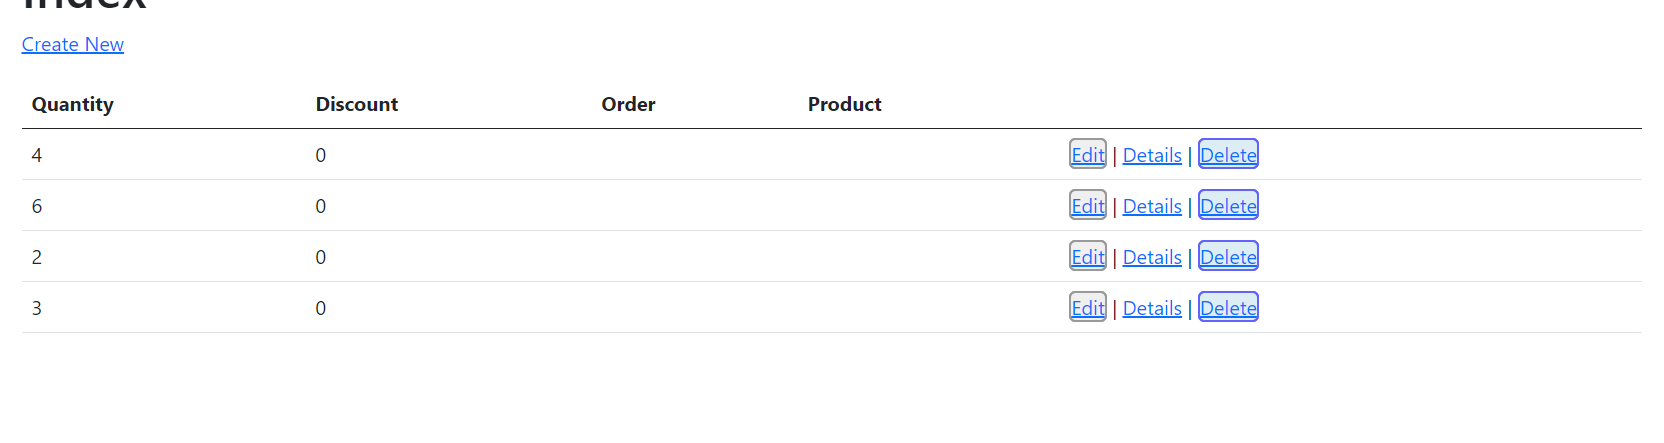 Index
Create New
Quantity Discount Order Product
4 0 Edit | Details | Delete
6 0 Edit | Details | Delete
2 0 Edit | Details | Delete
3 0 Edit | Details | Delete